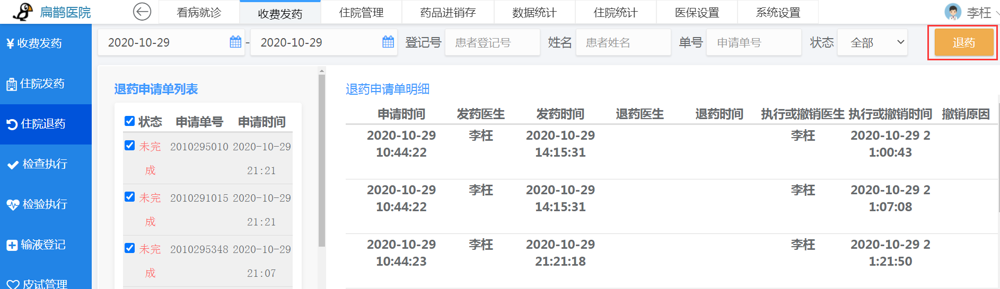 扁鹊医院
看病就诊
收费发药
住院管理
药品进销存
数据统计
住院统计
医保设置
系统设置
李枉
¥ 收费发药
住院发药
住院退药
检查执行
检验执行
输液登记
皮试管理
2020-10-29 - 2020-10-29 登记号 患者登记号 姓名 患者姓名 单号 申请单号 状态 全部 退药
退药申请单列表
状态 申请单号 申请时间
未完 2010295010 2020-10-29
成 21:21
未完 2010291015 2020-10-29
成 21:21
未完 2010295348 2020-10-29
成 21:07
退药申请单明细
申请时间 发药医生 发药时间 退药医生 退药时间 执行或撤销医生 执行或撤销时间 撤销原因
2020-10-29 李枉 2020-10-29 李枉 2020-10-29 2
10:44:22 14:15:31 1:00:43
2020-10-29 李枉 2020-10-29 李枉 2020-10-29 2
10:44:22 14:15:31 1:07:08
2020-10-29 李枉 2020-10-29 李枉 2020-10-29 2
10:44:23 21:21:18 1:21:50